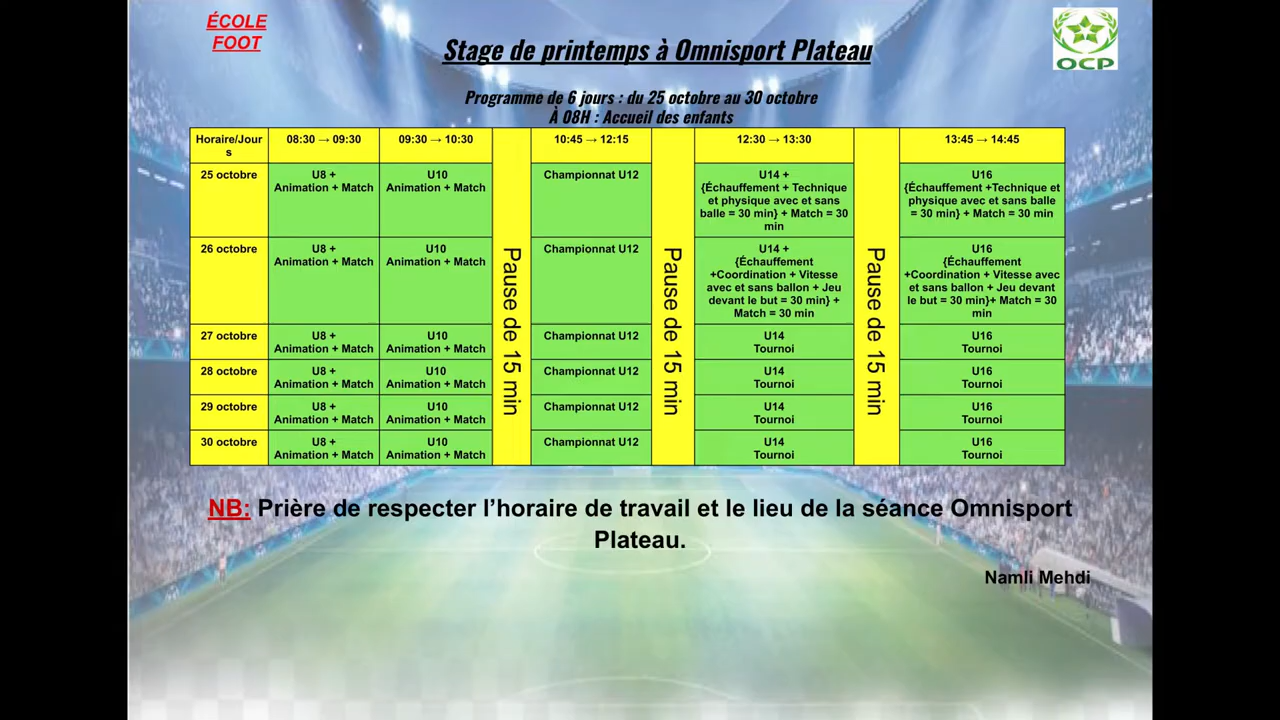 ÉCOLE
FOOT
OCP
Stage de printemps à Omnisport Plateau
Programme de 6 jours : du 25 octobre au 30 octobre
À 08H : Accueil des enfants
Horaire/Jour
s
08:30 → 09:30
09:30 → 10:30
Pause de 15 min
10:45 → 12:15
Pause de 15 min
12:30 → 13:30
Pause de 15 min
13:45 → 14:45
25 octobre
U8 +
Animation + Match
U10
Animation + Match
Championnat U12
U14 +
{Échauffement + Technique
et physique avec et sans
balle = 30 min} + Match = 30
min
U16
{Échauffement +Technique et
physique avec et sans balle
= 30 min} + Match = 30 min
26 octobre
U8 +
Animation + Match
U10
Animation + Match
Championnat U12
U14 +
{Échauffement
+Coordination + Vitesse
avec et sans ballon + Jeu
devant le but = 30 min} +
Match = 30 min
U16
{Échauffement
+Coordination + Vitesse avec
et sans ballon + Jeu devant
le but = 30 min}+ Match = 30
min
27 octobre
U8 +
Animation + Match
U10
Animation + Match
Championnat U12
U14
Tournoi
U16
Tournoi
28 octobre
U8 +
Animation + Match
U10
Animation + Match
Championnat U12
U14
Tournoi
U16
Tournoi
29 octobre
U8 +
Animation + Match
U10
Animation + Match
Championnat U12
U14
Tournoi
U16
Tournoi
30 octobre
U8 +
Animation + Match
U10
Animation + Match
Championnat U12
U14
Tournoi
U16
Tournoi
NB: Prière de respecter l’horaire de travail et le lieu de la séance Omnisport
Plateau.
Namli Mehdi